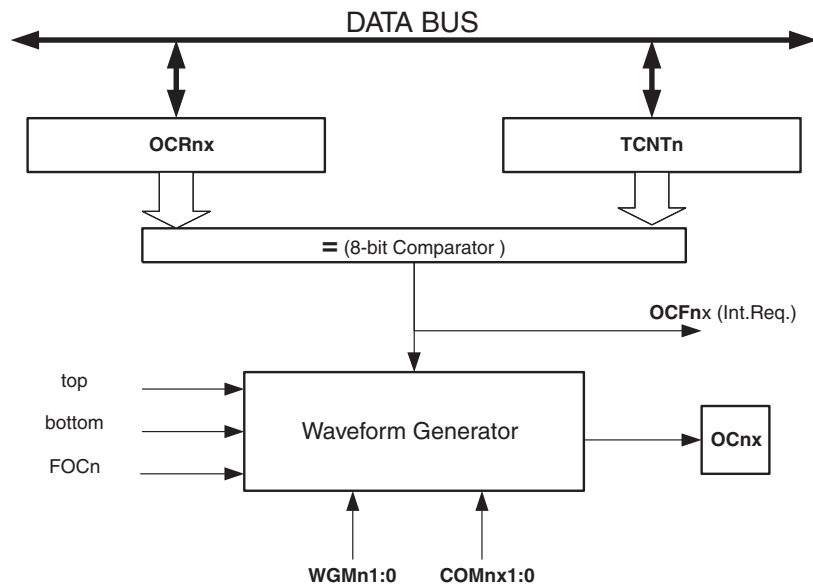 DATA BUS
OCRnx
TCNTn
= (8-bit Comparator )
OCFnx (Int.Req.)
top
bottom
FOCn
Waveform Generator
OCnx
WGMn1:0
COMnx1:0